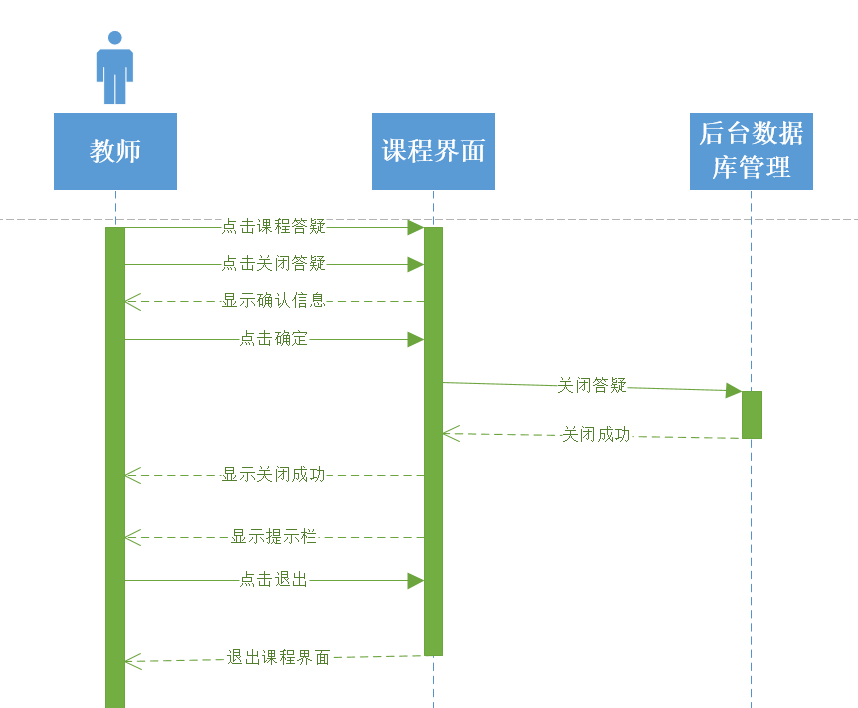 教师
课程界面
后台数据
库管理
点击课程答疑
点击关闭答疑
显示确认信息
点击确定
关闭答疑
关闭成功
显示关闭成功
显示提示栏
点击退出
退出课程界面